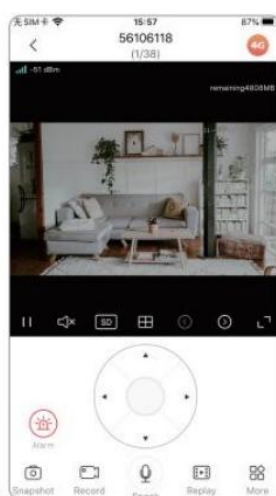 无SIM卡 15:57 87%
56106118
(1/38)
4G
-51 dBm
remaining4808MB
SD
Alarm
Snapshot Record Speak Replay More